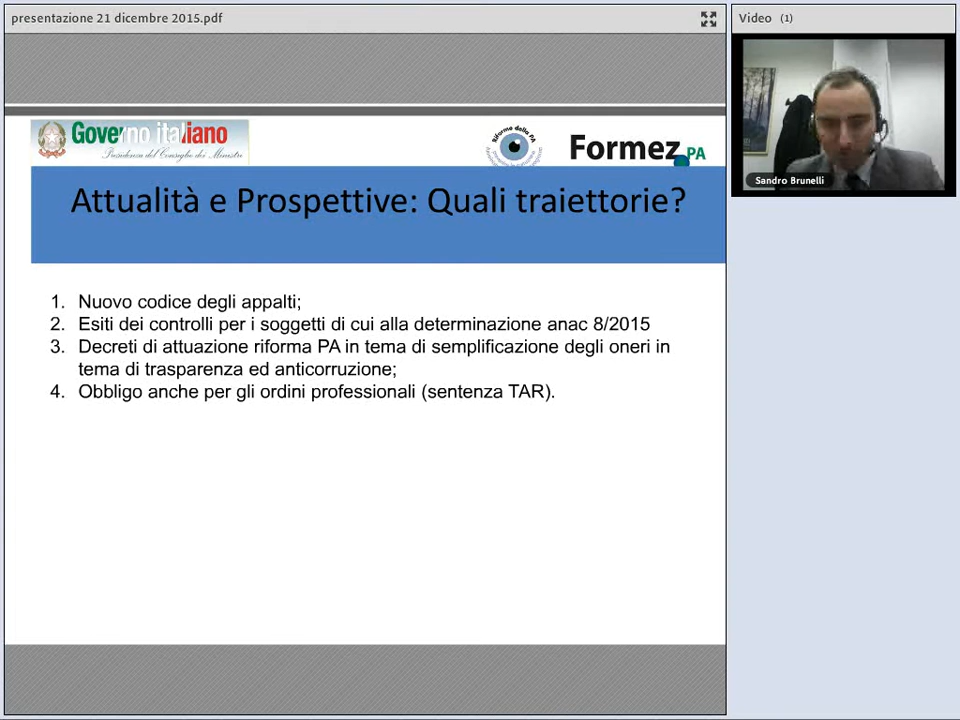 presentazione 21 dicembre 2015.pdf
Video (1)
Governo italiano
Presidenza del Consiglio dei Ministri
Riforme della PA
Formez PA
Sandro Brunelli
Attualità e Prospettive: Quali traiettorie?
1. Nuovo codice degli appalti;
2. Esiti dei controlli per i soggetti di cui alla determinazione anac 8/2015
3. Decreti di attuazione riforma PA in tema di semplificazione degli oneri in
tema di trasparenza ed anticorruzione;
4. Obbligo anche per gli ordini professionali (sentenza TAR).